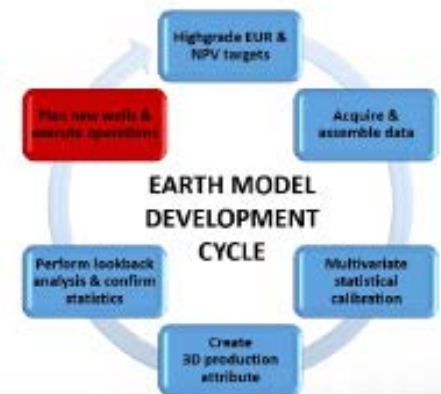 Highgrade EUR &
NPV targets
Acquire &
assemble data
Multivariate
statistical
calibration
Create
3D production
attribute
Perform lookback
analysis & confirm
statistics
Plan new wells &
execute operations
EARTH MODEL
DEVELOPMENT
CYCLE